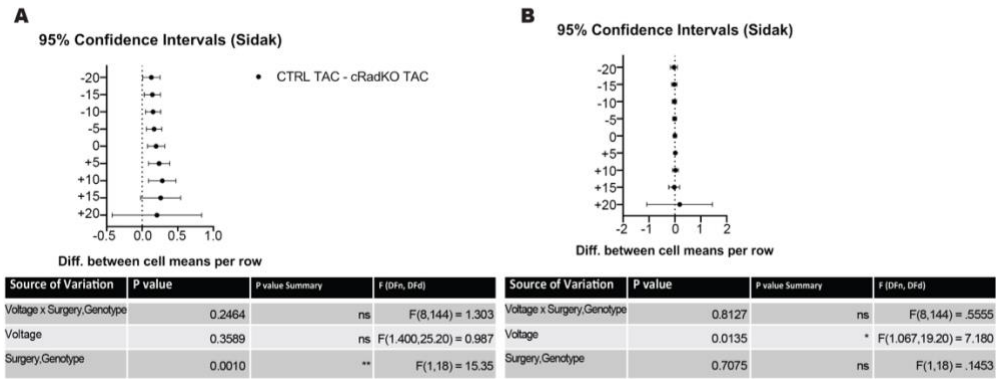 A
95% Confidence Intervals (Sidak)
-20
-15
-10
-5
0
+5
+10
+15
+20
-0.5 0.0 0.5 1.0
Diff. between cell means per row
CTRL TAC - cRadKO TAC
Source of Variation P value P value Summary F (DFn, DFd)
Voltage x Surgery,Genotype 0.2464 ns F(8,144) = 1.303
Voltage 0.3589 ns F(1.400,25.20) = 0.987
Surgery,Genotype 0.0010 ** F(1,18) = 15.35
B
95% Confidence Intervals (Sidak)
-20
-15
-10
-5
0
+5
+10
+15
+20
-2 -1 0 1 2
Diff. between cell means per row
Source of Variation P value P value Summary F (DFn, DFd)
Voltage x Surgery,Genotype 0.8127 ns F(8,144) = .5555
Voltage 0.0135 * F(1.067,19.20) = 7.180
Surgery,Genotype 0.7075 ns F(1,18) = .1453